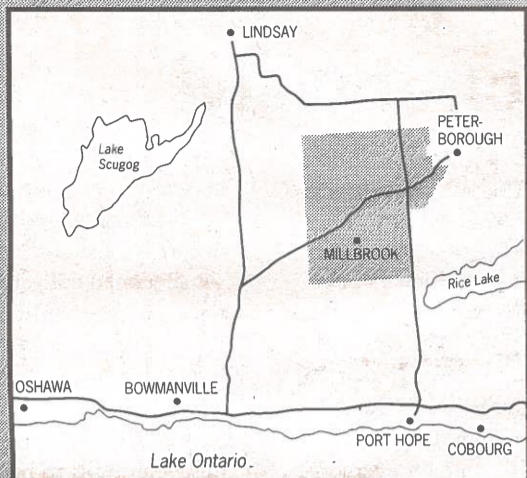 LINDSAY
Lake
Scugog
PETER-
BOROUGH
MILLBROOK
Rice Lake
OSHAWA
BOWMANVILLE
PORT HOPE
COBOURG
Lake Ontario